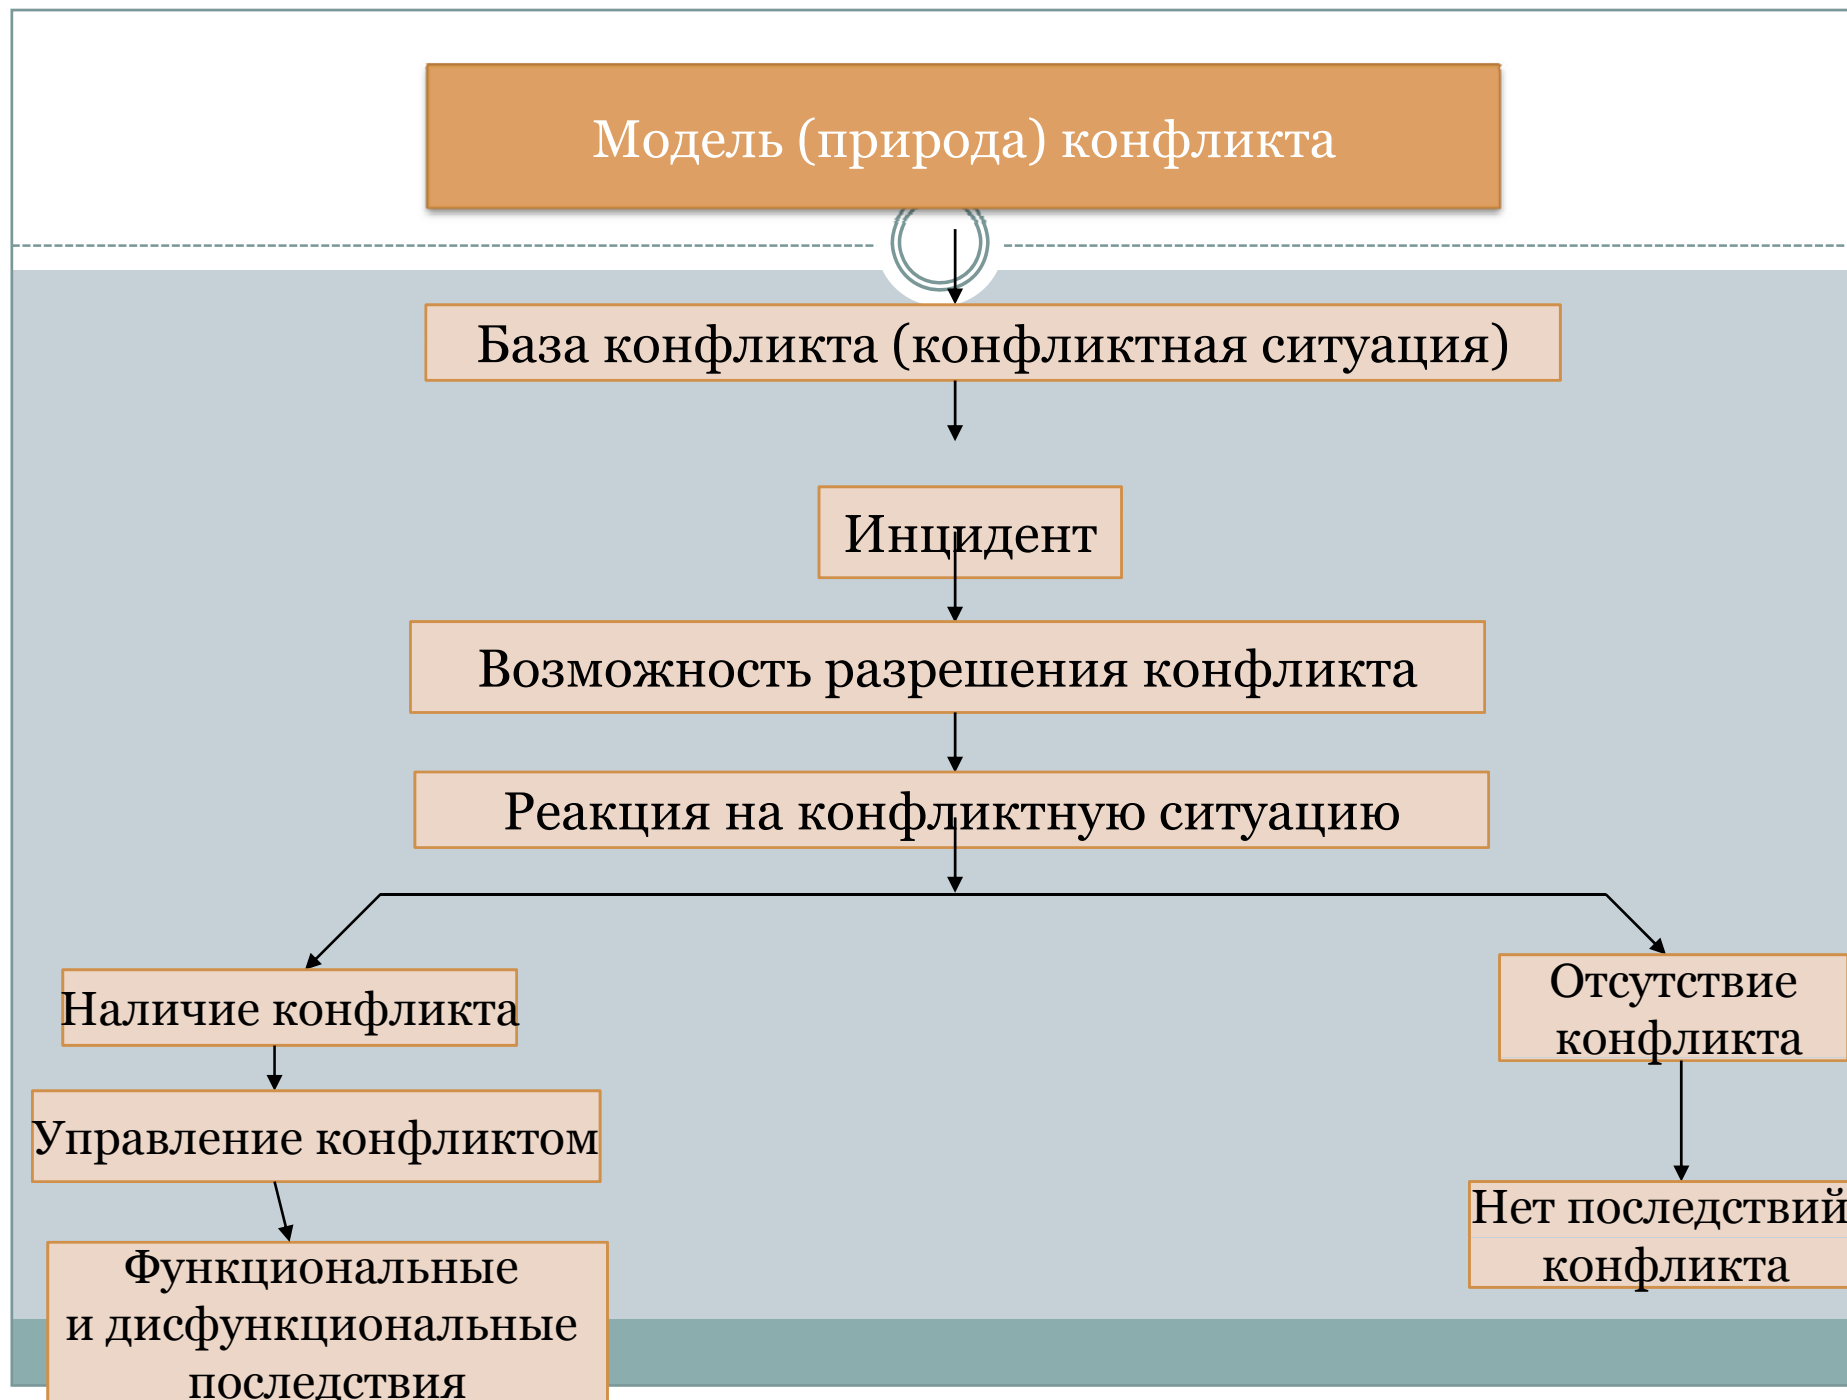 Модель (природа) конфликта
База конфликта (конфликтная ситуация)
Инцидент
Возможность разрешения конфликта
Реакция на конфликтную ситуацию
Наличие конфликта
Управление конфликтом
Функциональные
и дисфункциональные
последствия
Отсутствие
конфликта
Нет последствий
конфликта